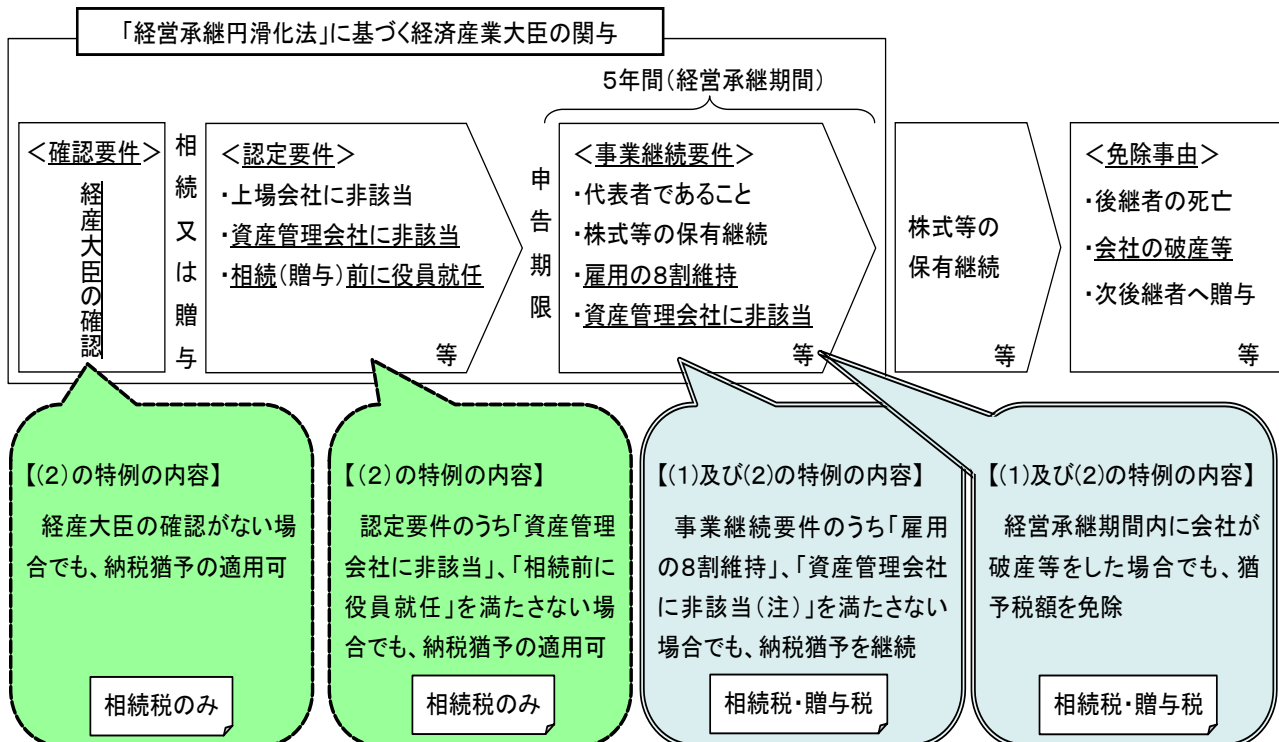 「経営承継円滑化法」に基づく経済産業大臣の関与
5年間(経営承継期間)
<確認要件>
経産大臣の確認
相続又は贈与
<認定要件>
・上場会社に非該当
・資産管理会社に非該当
・相続(贈与)前に役員就任
等
申告期限
<事業継続要件>
・代表者であること
・株式等の保有継続
・雇用の8割維持
・資産管理会社に非該当
等
株式等の
保有継続
等
<免除事由>
・後継者の死亡
・会社の破産等
・次後継者へ贈与
等
【(2)の特例の内容】
経産大臣の確認がない場
合でも、納税猶予の適用可
相続税のみ
【(2)の特例の内容】
認定要件のうち「資産管理
会社に非該当」、「相続前に
役員就任」を満たさない場
合でも、納税猶予の適用可
相続税のみ
【(1)及び(2)の特例の内容】
事業継続要件のうち「雇用
の8割維持」、「資産管理会社
に非該当(注)」を満たさない
場合でも、納税猶予を継続
相続税・贈与税
【(1)及び(2)の特例の内容】
経営承継期間内に会社が
破産等をした場合でも、猶
予税額を免除
相続税・贈与税